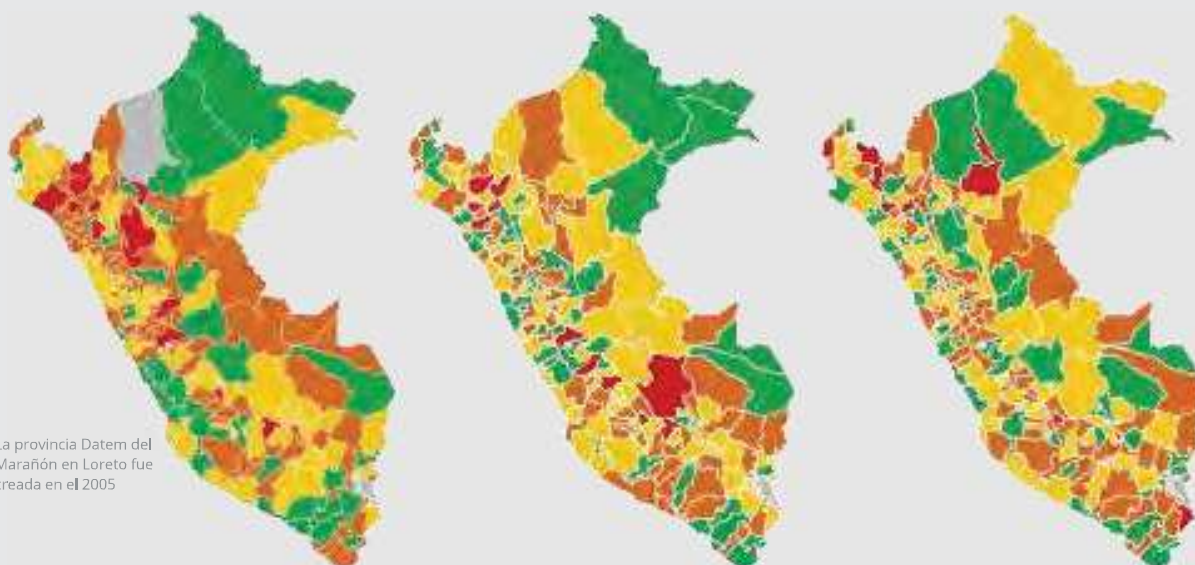 La provincia Datem del
Marañón en Loreto fue
creada en el 2005